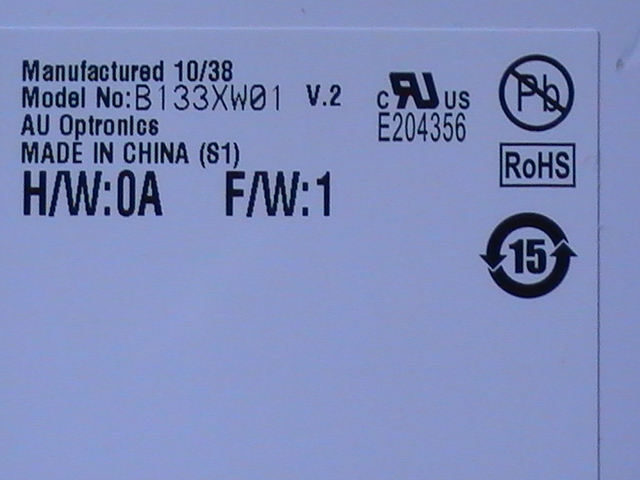 Manufactured 10/38
Model No:B133XW01 V.2
AU Optronics
MADE IN CHINA (S1)
H/W:0A F/W:1
c RU US
E204356
Pb
RoHS
15